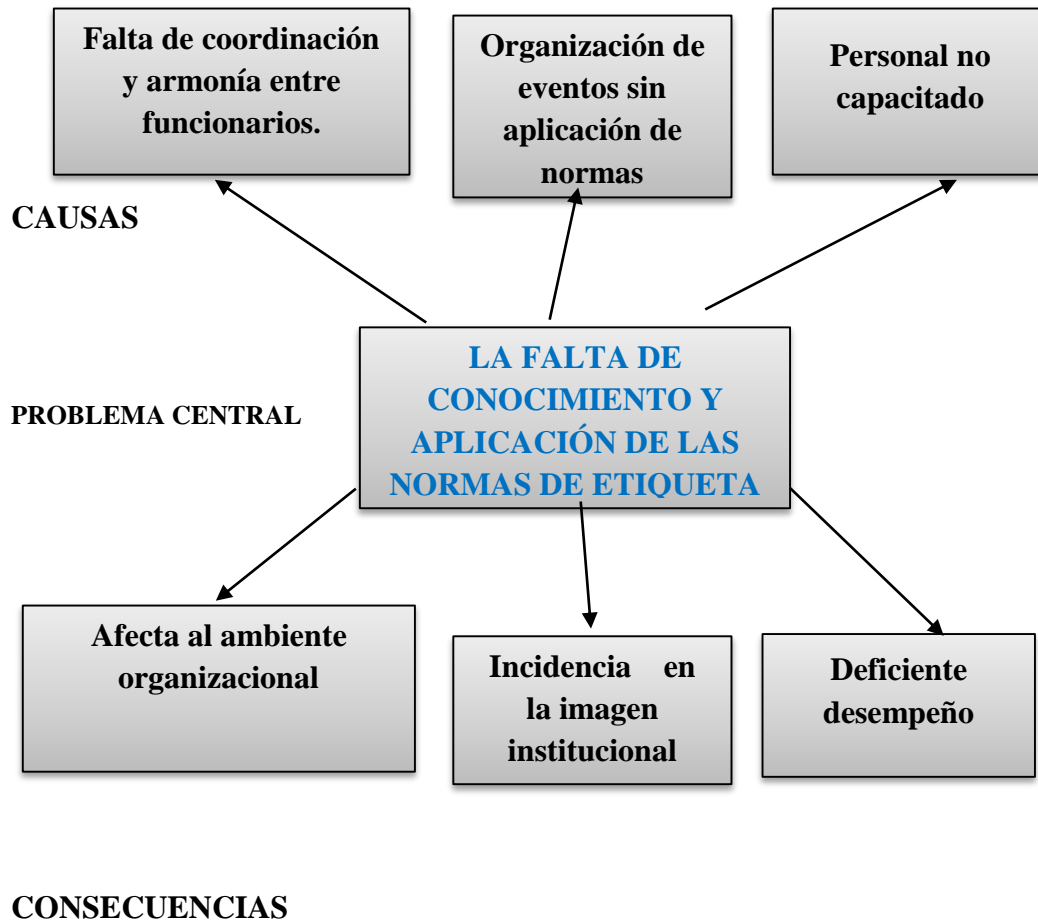 Falta de coordinación
y armonía entre
funcionarios.
Organización de
eventos sin
aplicación de
normas
Personal no
capacitado
CAUSAS
LA FALTA DE
CONOCIMIENTO Y
APLICACIÓN DE LAS
NORMAS DE ETIQUETA
PROBLEMA CENTRAL
Afecta al ambiente
organizacional
Incidencia en
la imagen
institucional
Deficiente
desempeño
CONSECUENCIAS